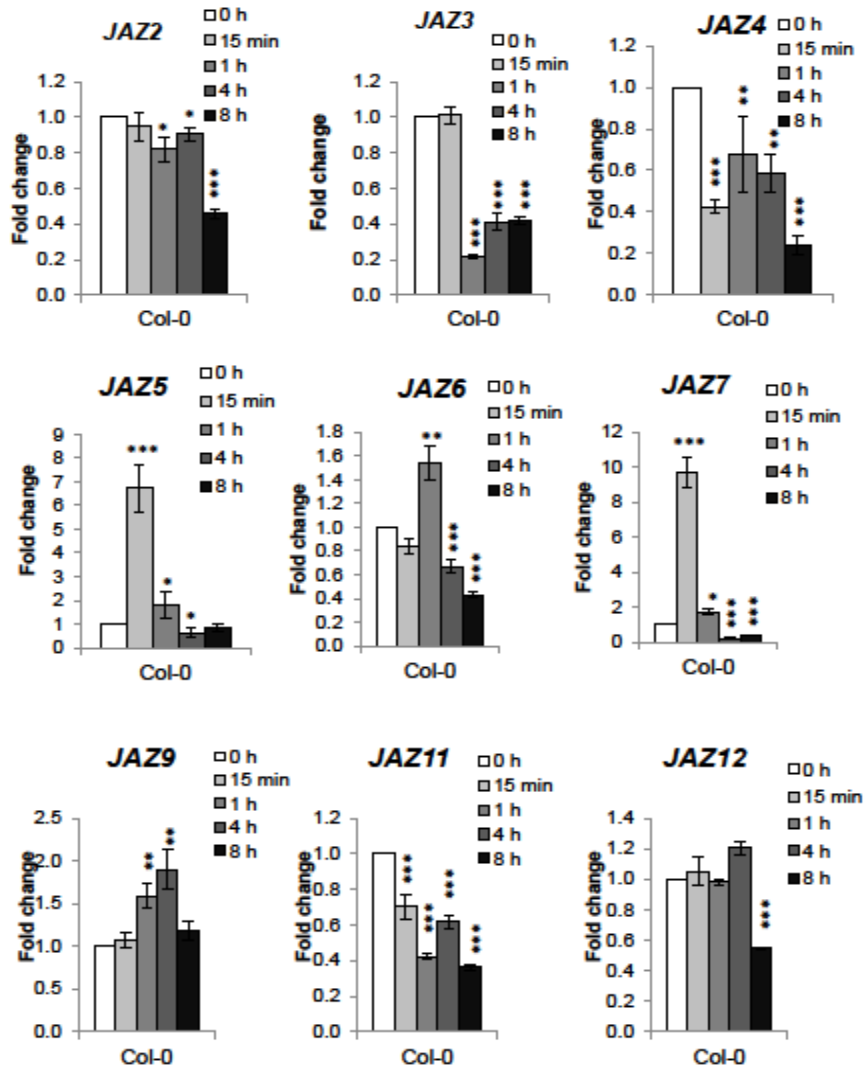 JAZ2
0 h
15 min
1 h
4 h
8 h
Fold change
1.2
1.0
0.8
0.6
0.4
0.2
0.0
*
*
***
Col-0
JAZ3
0 h
15 min
1 h
4 h
8 h
Fold change
1.2
1.0
0.8
0.6
0.4
0.2
0.0
***
***
***
Col-0
JAZ4
0 h
15 min
1 h
4 h
8 h
Fold change
1.2
1.0
0.8
0.6
0.4
0.2
0.0
***
**
**
***
Col-0
JAZ5
0 h
15 min
1 h
4 h
8 h
Fold change
9
8
7
6
5
4
3
2
1
0
***
*
*
Col-0
JAZ6
0 h
15 min
1 h
4 h
8 h
Fold change
1.8
1.6
1.4
1.2
1.0
0.8
0.6
0.4
0.2
0.0
**
***
***
Col-0
JAZ7
0 h
15 min
1 h
4 h
8 h
Fold change
12
10
8
6
4
2
0
***
*
***
***
Col-0
JAZ9
0 h
15 min
1 h
4 h
8 h
Fold change
2.5
2.0
1.5
1.0
0.5
0.0
**
**
Col-0
JAZ11
0 h
15 min
1 h
4 h
8 h
Fold change
1.2
1.0
0.8
0.6
0.4
0.2
0.0
***
***
***
***
Col-0
JAZ12
0 h
15 min
1 h
4 h
8 h
Fold change
1.4
1.2
1.0
0.8
0.6
0.4
0.2
0.0
***
Col-0